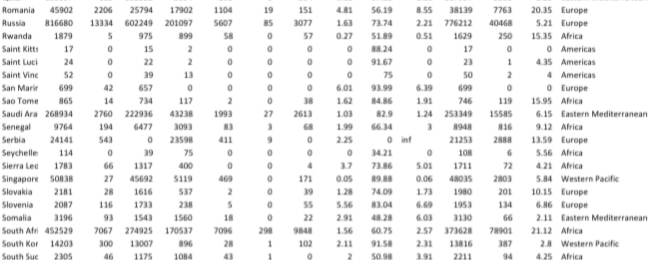 Romania 45902 2206 25794 17902 1104 19 151 4.81 56.19 8.55 38139 7763 20.35 Europe
Russia 816680 13334 602249 201097 5607 85 3077 1.63 73.74 2.21 776212 40468 5.21 Europe
Rwanda 1879 5 975 899 58 0 57 0.27 51.89 0.51 1629 250 15.35 Africa
Saint Kitts 17 0 15 2 0 0 0 0 88.24 0 17 0 0 Americas
Saint Luci 24 0 22 2 0 0 0 0 91.67 0 23 1 4.35 Americas
Saint Vinc 52 0 39 13 0 0 0 0 75 0 50 2 4 Americas
San Marir 699 42 657 0 0 0 0 6.01 93.99 6.39 699 0 0 Europe
Sao Tome 865 14 734 117 2 0 38 1.62 84.86 1.91 746 119 15.95 Africa
Saudi Ara 268934 2760 222936 43238 1993 27 2613 1.03 82.9 1.24 253349 15585 6.15 Eastern Mediterranean
Senegal 9764 194 6477 3093 83 3 68 1.99 66.34 3 8948 816 9.12 Africa
Serbia 24141 543 0 23598 411 9 0 2.25 0 inf 21253 2888 13.59 Europe
Seychelle 114 0 39 75 0 0 0 0 34.21 0 108 6 5.56 Africa
Sierra Leo 1783 66 1317 400 0 0 4 3.7 73.86 5.01 1711 72 4.21 Africa
Singapore 50838 27 45692 5119 469 0 171 0.05 89.88 0.06 48035 2803 5.84 Western Pacific
Slovakia 2181 28 1616 537 2 0 39 1.28 74.09 1.73 1980 201 10.15 Europe
Slovenia 2087 116 1733 238 5 0 55 5.56 83.04 6.69 1953 134 6.86 Europe
Somalia 3196 93 1543 1560 18 0 22 2.91 48.28 6.03 3130 66 2.11 Eastern Mediterranean
South Afri 452529 7067 274925 170537 7096 298 9848 1.56 60.75 2.57 373628 78901 21.12 Africa
South Kor 14203 300 13007 896 28 1 102 2.11 91.58 2.31 13816 387 2.8 Western Pacific
South Suc 2305 46 1175 1084 43 1 0 2 50.98 3.91 2211 94 4.25 Africa